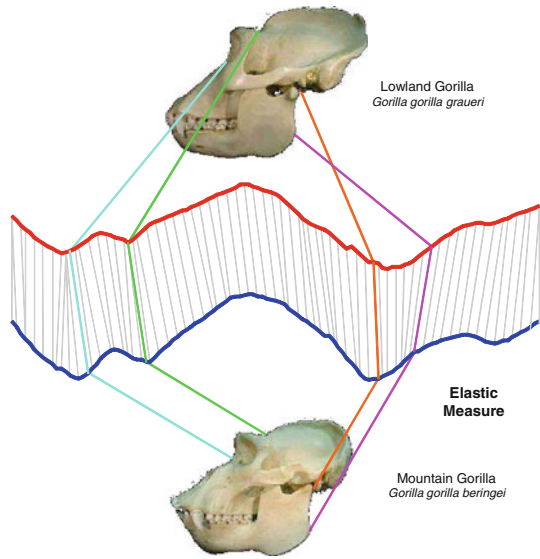 Lowland Gorilla
Gorilla gorilla graueri
Elastic
Measure
Mountain Gorilla
Gorilla gorilla beringei